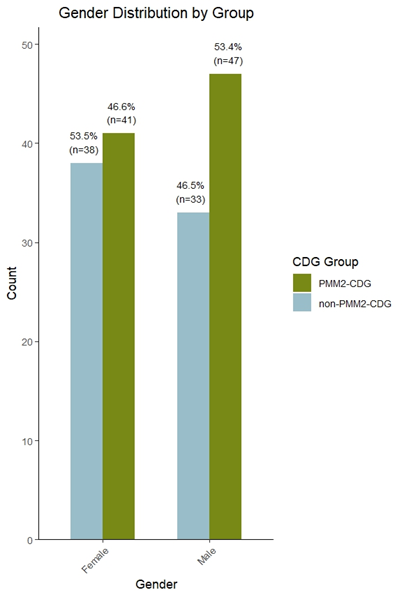 Gender Distribution by Group
50
40
30
20
10
0
Count
53.5%
(n=38)
46.6%
(n=41)
46.5%
(n=33)
53.4%
(n=47)
Female
Male
Gender
CDG Group
PMM2-CDG
non-PMM2-CDG